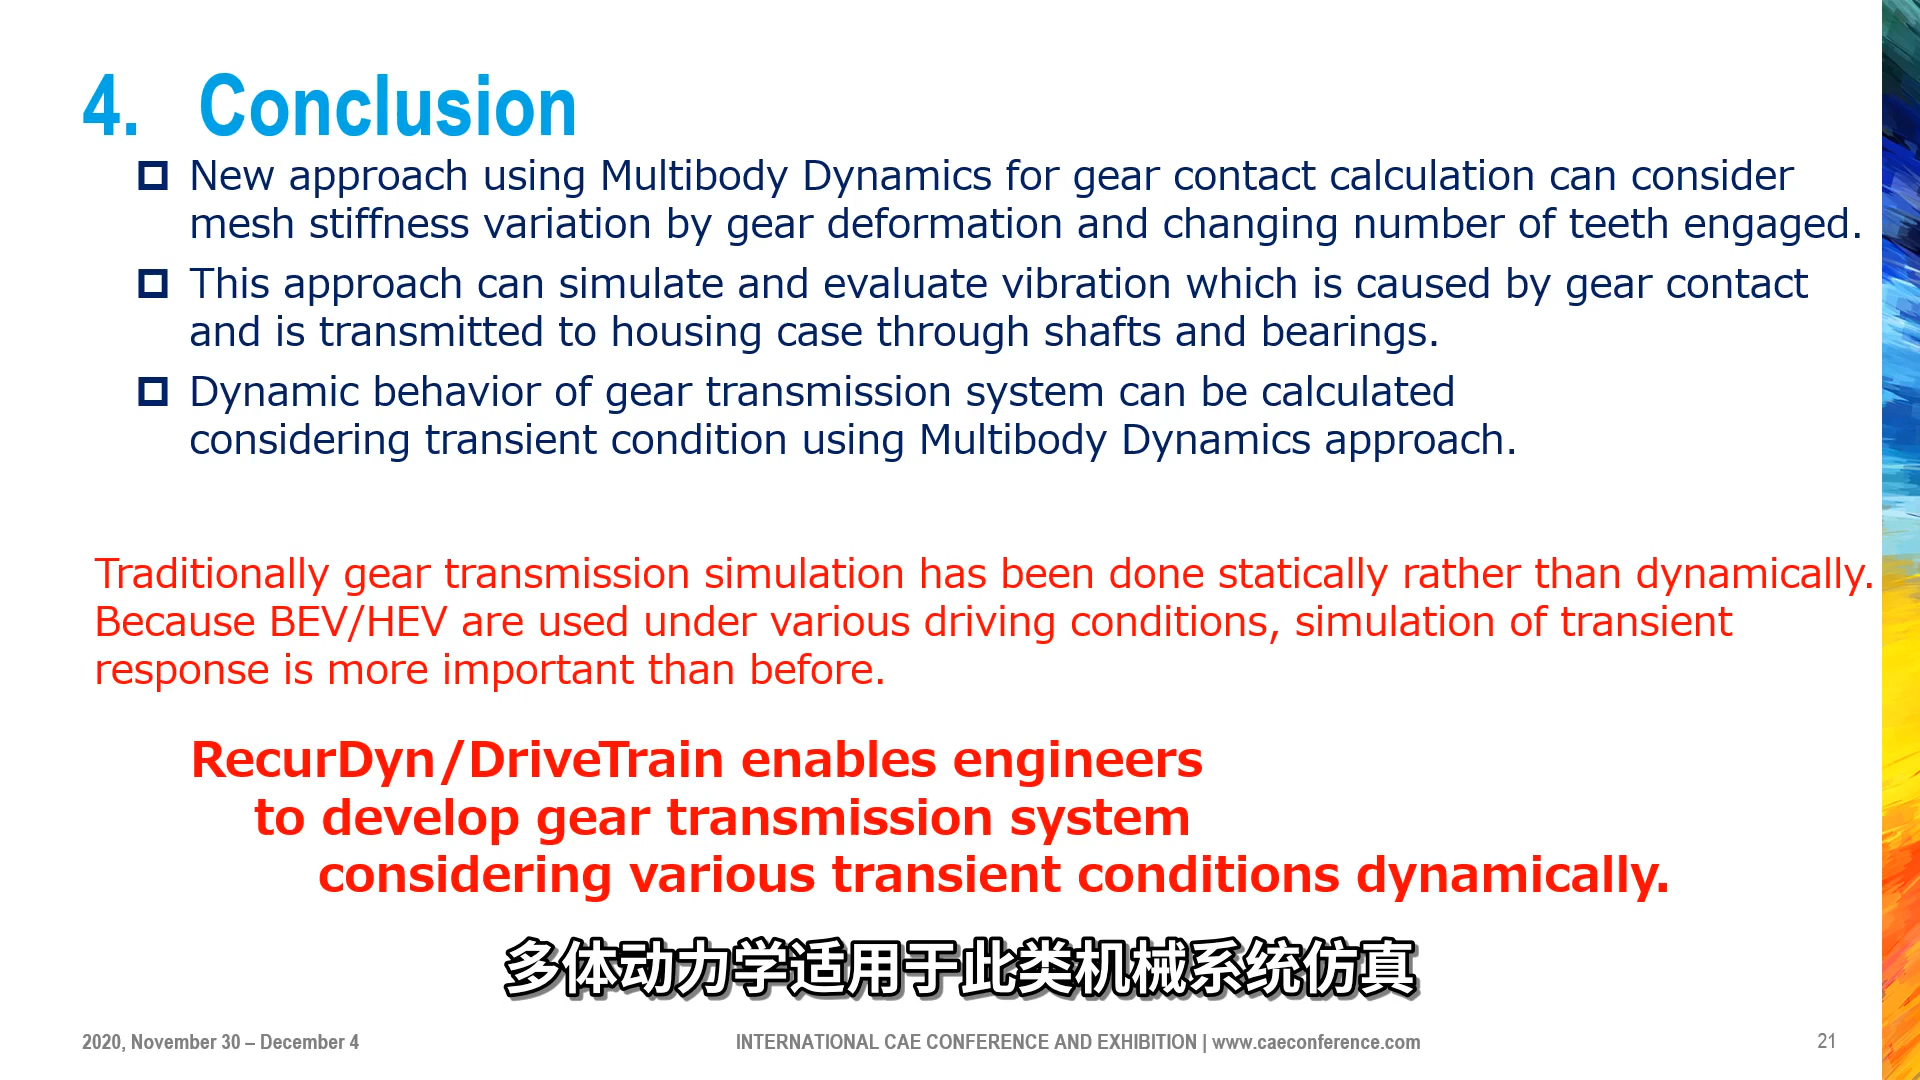 4. Conclusion
New approach using Multibody Dynamics for gear contact calculation can consider
mesh stiffness variation by gear deformation and changing number of teeth engaged.
This approach can simulate and evaluate vibration which is caused by gear contact
and is transmitted to housing case through shafts and bearings.
Dynamic behavior of gear transmission system can be calculated
considering transient condition using Multibody Dynamics approach.
Traditionally gear transmission simulation has been done statically rather than dynamically.
Because BEV/HEV are used under various driving conditions, simulation of transient
response is more important than before.
RecurDyn/DriveTrain enables engineers
to develop gear transmission system
considering various transient conditions dynamically.
多体动力学适用于此类机械系统仿真
2020, November 30 – December 4
INTERNATIONAL CAE CONFERENCE AND EXHIBITION | www.caeconference.com
21